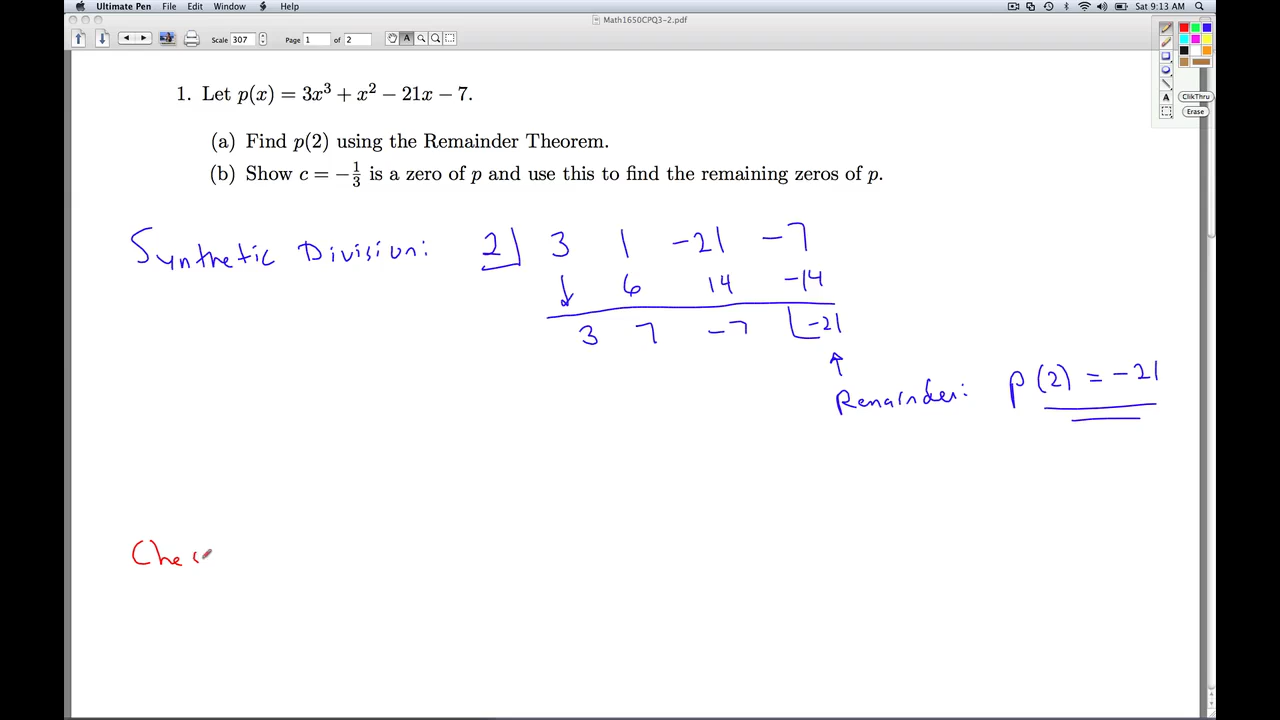 Ultimate Pen File Edit Window Help Sat 9:13 AM
Math1650CPQ3-2.pdf
Scale 307 Page 1 of 2 A
A
ClikThru
Erase
1. Let p(x) = 3x³ + x² − 21x − 7.
(a) Find p(2) using the Remainder Theorem.
(b) Show c = −1/3 is a zero of p and use this to find the remaining zeros of p.
Synthetic Division: 2| 3 1 -21 -7
↓ 6 14 -14
3 7 -7 |-21
↑
Remainder: p(2) = -21
Chec